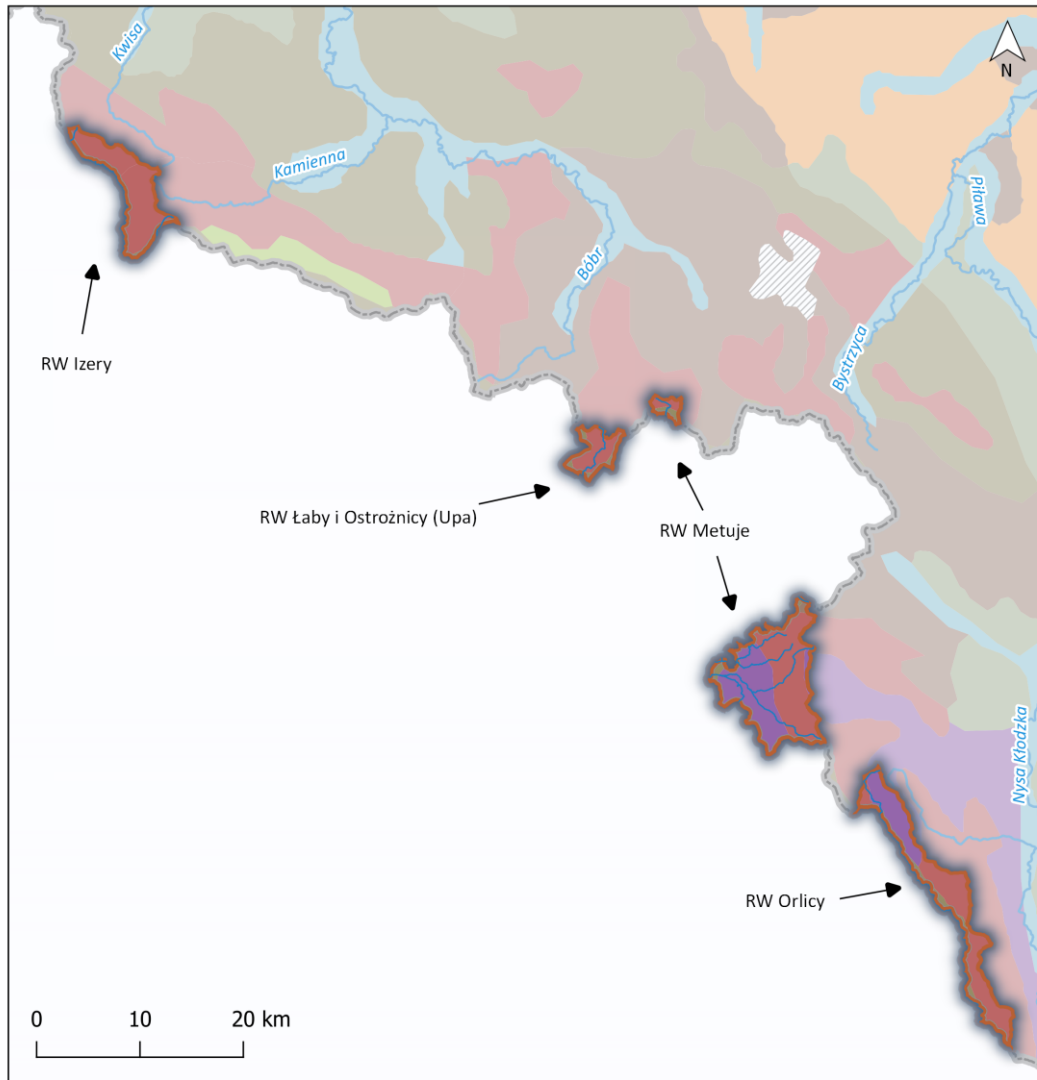 Kwisa
N
Kamienna
Piława
Bóbr
Bystrzyca
RW Izery
RW Łaby i Ostrożnicy (Upa)
RW Metuje
Nysa Kłodzka
RW Orlicy
0 10 20 km